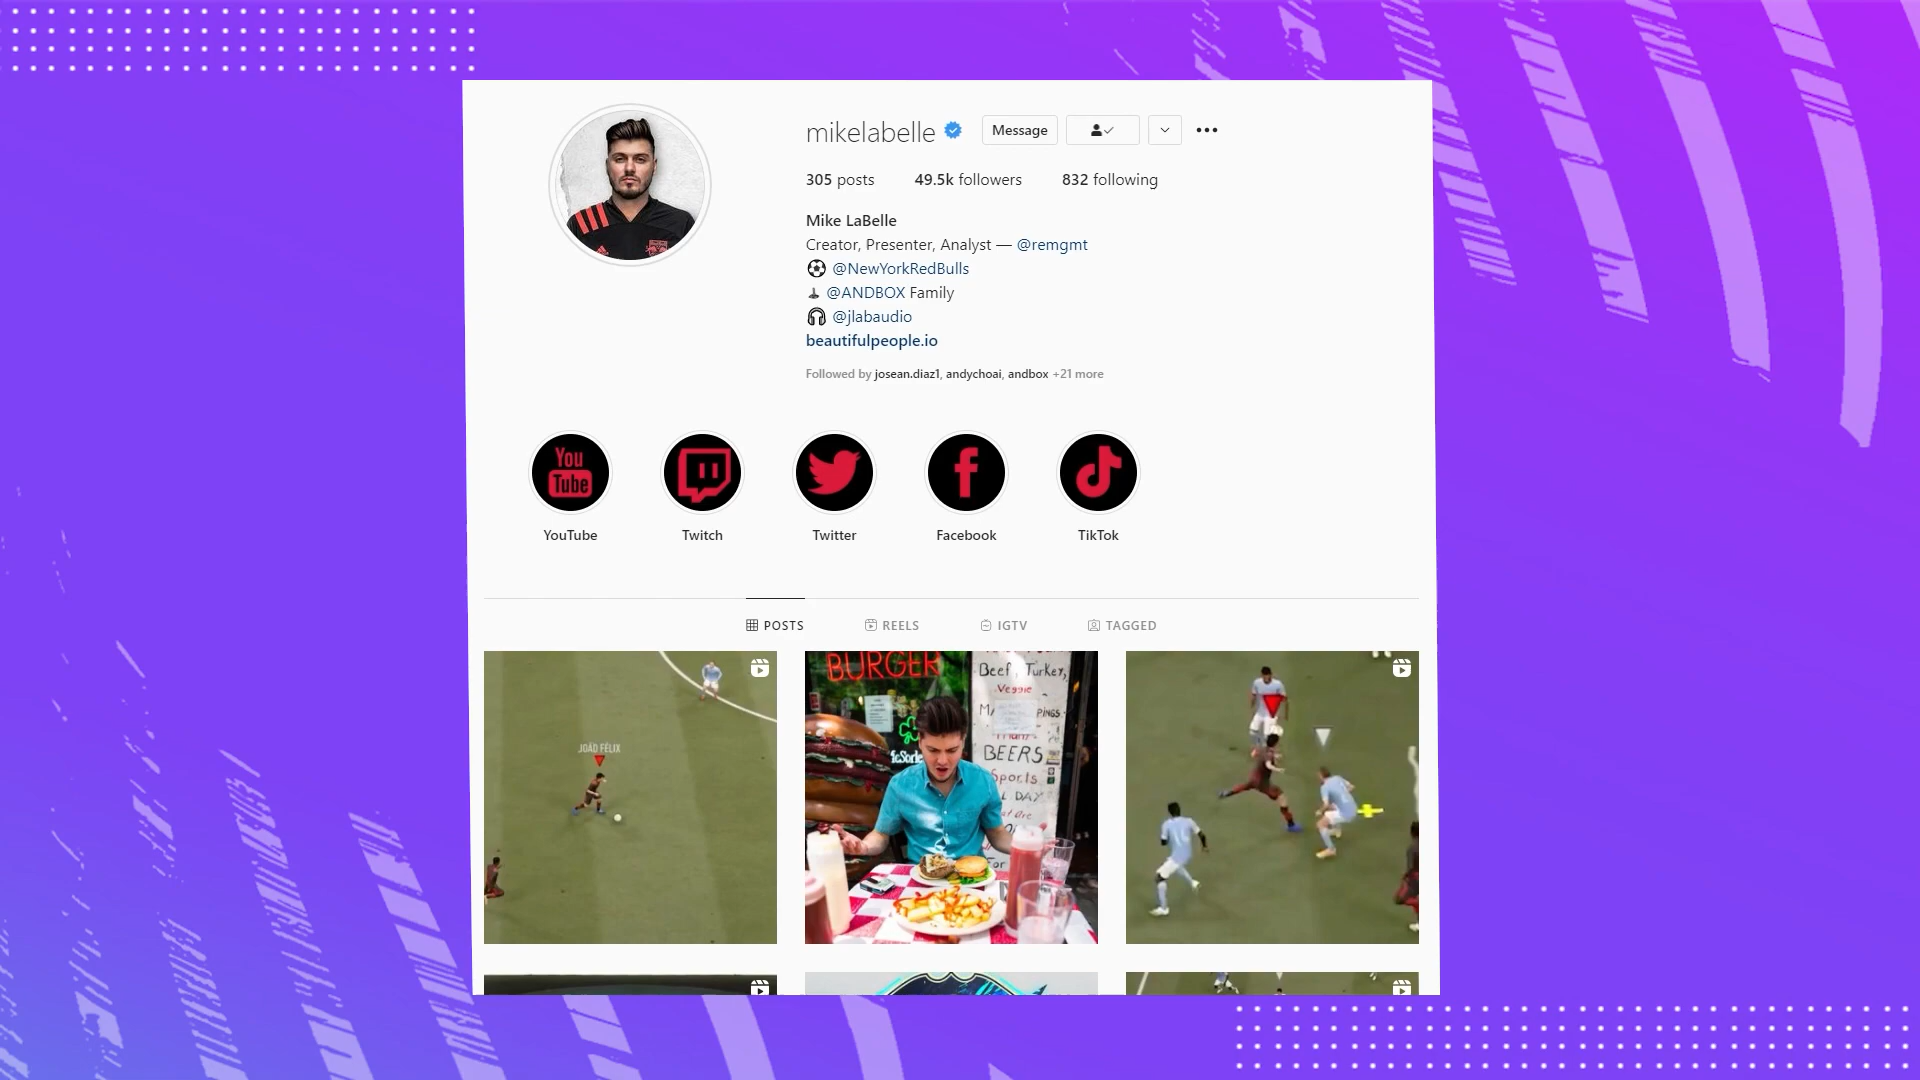 mikelabelle Message
305 posts 49.5k followers 832 following
Mike LaBelle
Creator, Presenter, Analyst — @remgmt
@NewYorkRedBulls
@ANDBOX Family
@jlabaudio
beautifulpeople.io
Followed by josean.diaz1, andychoai, andbox +21 more
You
Tube
YouTube Twitch Twitter Facebook TikTok
POSTS REELS IGTV TAGGED
JOÃO FÉLIX
BURGER
Beef, Turkey,
Veggie
BEERS
Sports
DAY
For